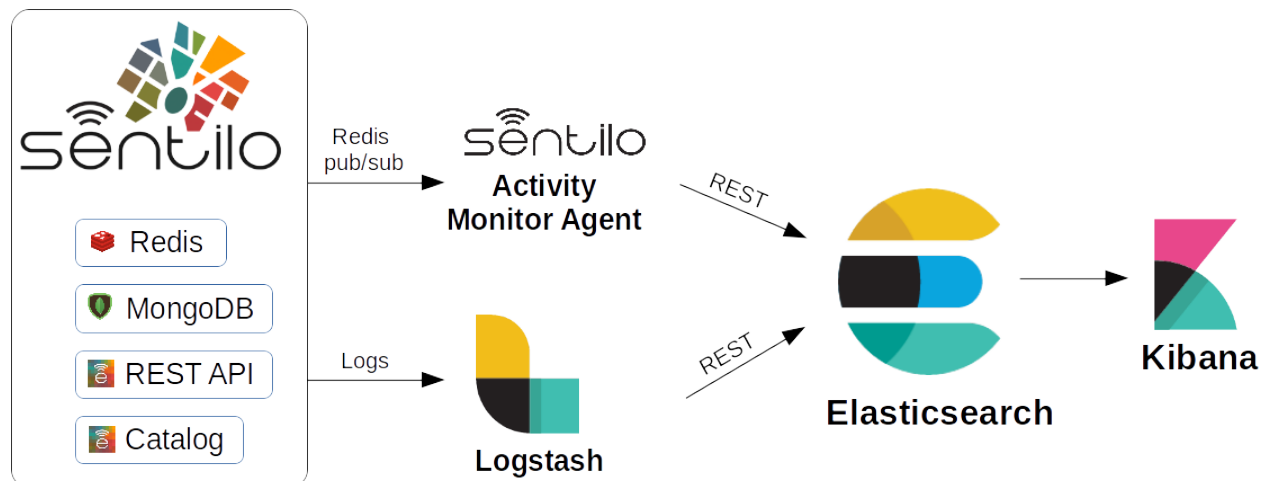 sentilo
Redis
MongoDB
REST API
Catalog
Redis
pub/sub
Logs
sentilo
Activity
Monitor Agent
Logstash
REST
REST
Elasticsearch
Kibana